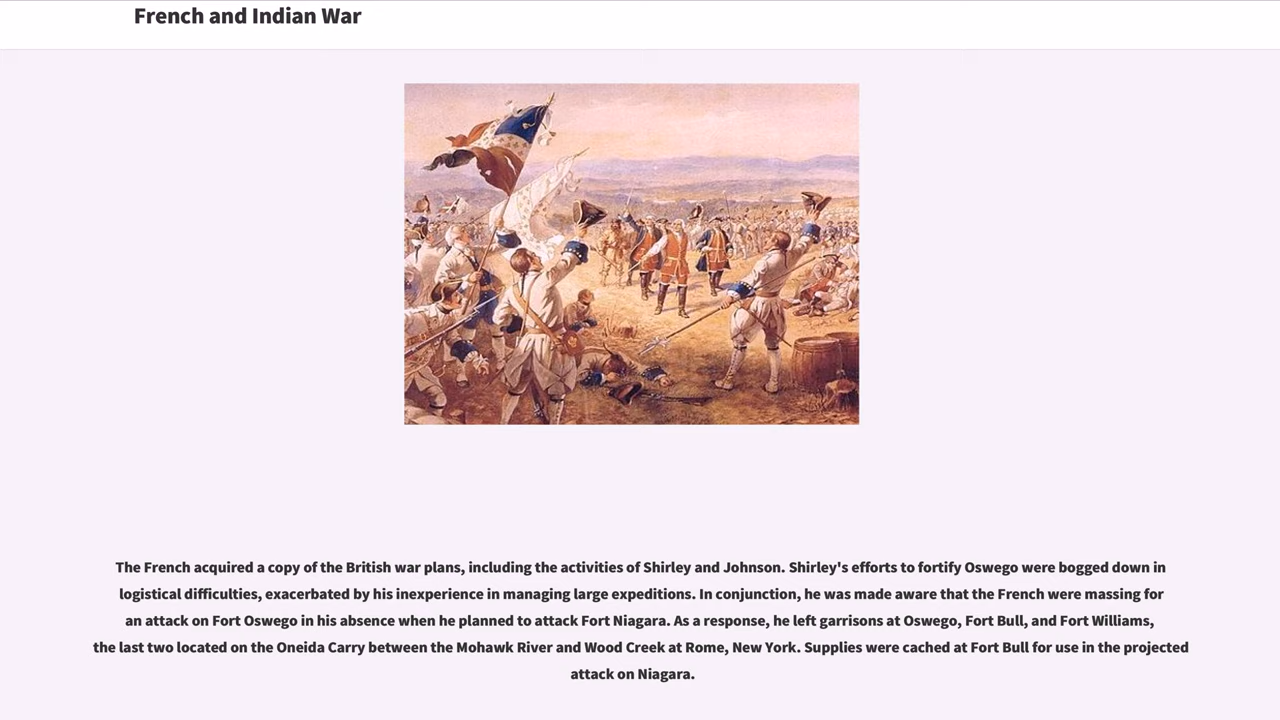 French and Indian War
The French acquired a copy of the British war plans, including the activities of Shirley and Johnson. Shirley's efforts to fortify Oswego were bogged down in
logistical difficulties, exacerbated by his inexperience in managing large expeditions. In conjunction, he was made aware that the French were massing for
an attack on Fort Oswego in his absence when he planned to attack Fort Niagara. As a response, he left garrisons at Oswego, Fort Bull, and Fort Williams,
the last two located on the Oneida Carry between the Mohawk River and Wood Creek at Rome, New York. Supplies were cached at Fort Bull for use in the projected
attack on Niagara.